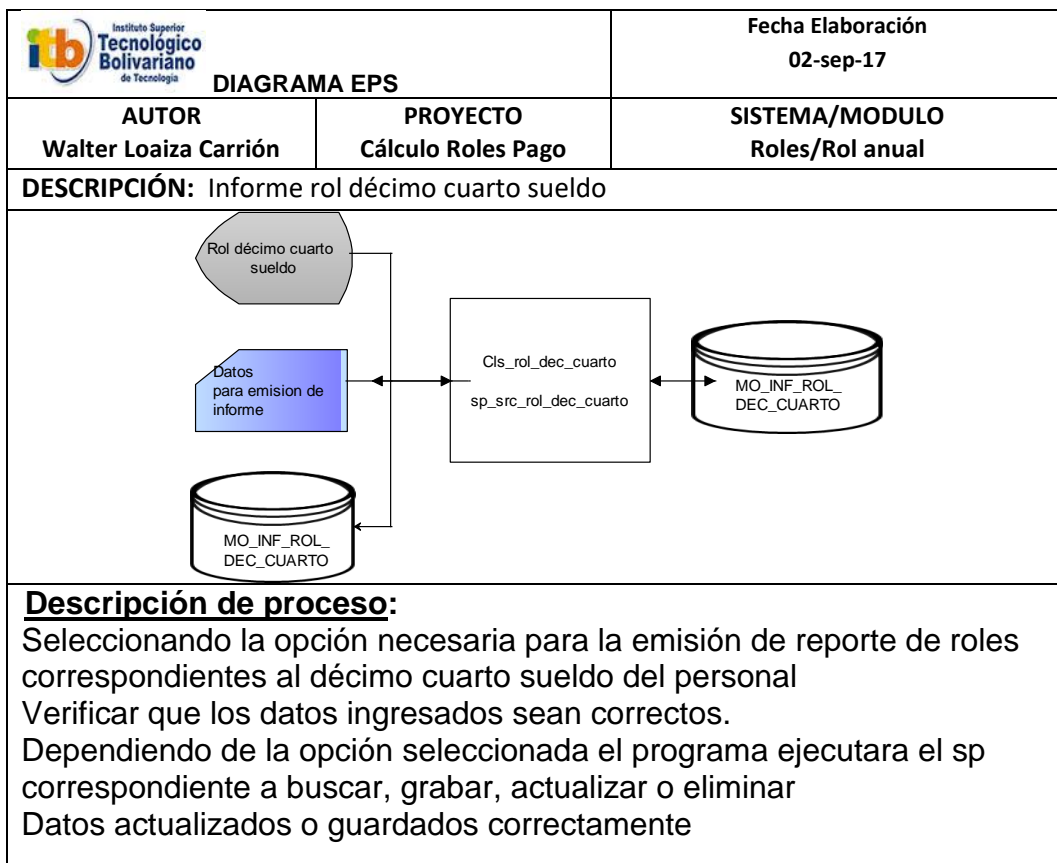 itb
Instituto Superior
Tecnológico
Bolivariano
de Tecnología
DIAGRAMA EPS
Fecha Elaboración
02-sep-17
AUTOR
Walter Loaiza Carrión
PROYECTO
Cálculo Roles Pago
SISTEMA/MODULO
Roles/Rol anual
DESCRIPCIÓN: Informe rol décimo cuarto sueldo
Rol décimo cuarto
sueldo
Datos
para emision de
informe
Cls_rol_dec_cuarto
sp_src_rol_dec_cuarto
MO_INF_ROL_
DEC_CUARTO
MO_INF_ROL_
DEC_CUARTO
Descripción de proceso:
Seleccionando la opción necesaria para la emisión de reporte de roles
correspondientes al décimo cuarto sueldo del personal
Verificar que los datos ingresados sean correctos.
Dependiendo de la opción seleccionada el programa ejecutara el sp
correspondiente a buscar, grabar, actualizar o eliminar
Datos actualizados o guardados correctamente